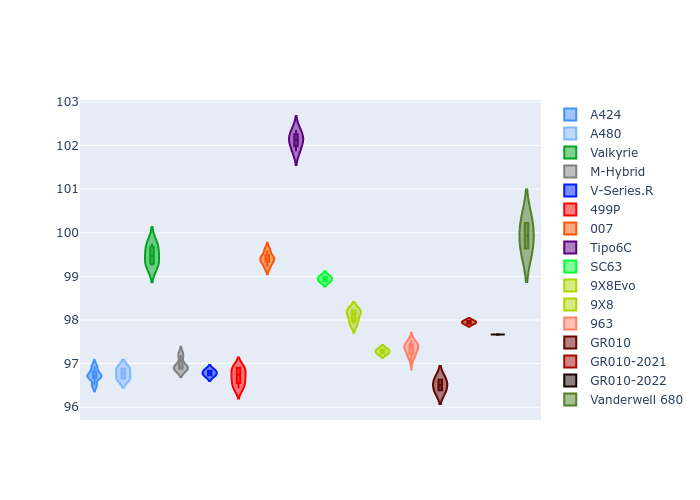 103
102
101
100
99
98
97
96
A424
A480
Valkyrie
M-Hybrid
V-Series.R
499P
007
Tipo6C
SC63
9X8Evo
9X8
963
GR010
GR010-2021
GR010-2022
Vanderwell 680